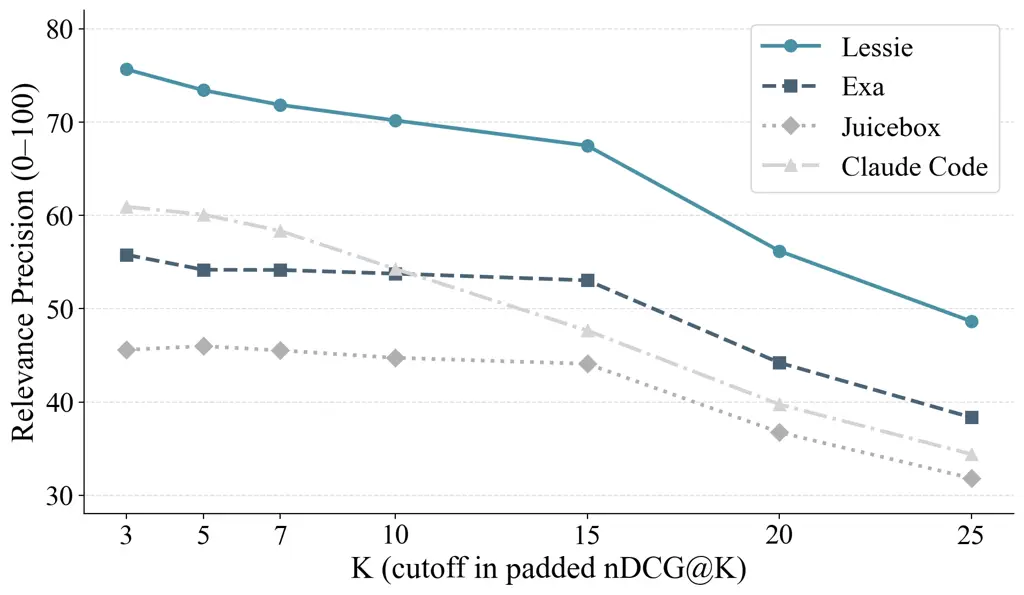 80
70
60
50
40
30
Relevance Precision (0–100)
Lessie
Exa
Juicebox
Claude Code
3 5 7 10 15 20 25
K (cutoff in padded nDCG@K)